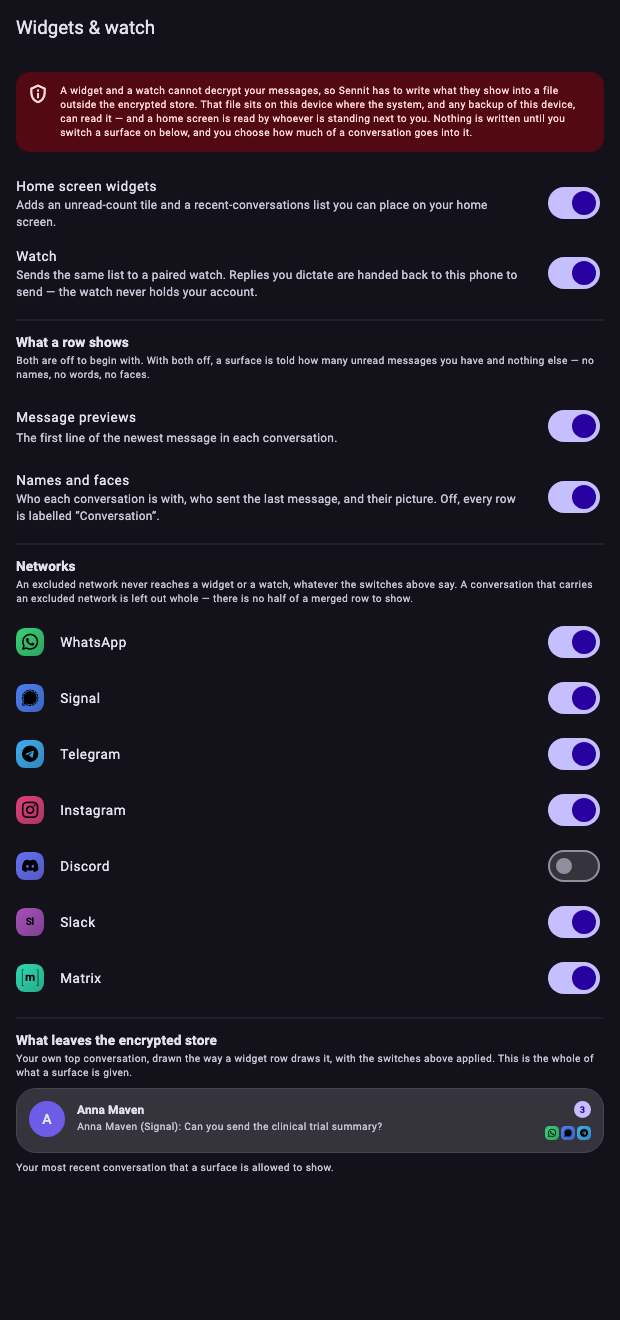 Widgets & watch
A widget and a watch cannot decrypt your messages, so Sennit has to write what they show into a file
outside the encrypted store. That file sits on this device where the system, and any backup of this device,
can read it — and a home screen is read by whoever is standing next to you. Nothing is written until you
switch a surface on below, and you choose how much of a conversation goes into it.
Home screen widgets
Adds an unread-count tile and a recent-conversations list you can place on your home
screen.
Watch
Sends the same list to a paired watch. Replies you dictate are handed back to this phone to
send — the watch never holds your account.
What a row shows
Both are off to begin with. With both off, a surface is told how many unread messages you have and nothing else — no
names, no words, no faces.
Message previews
The first line of the newest message in each conversation.
Names and faces
Who each conversation is with, who sent the last message, and their picture. Off, every row
is labelled “Conversation”.
Networks
An excluded network never reaches a widget or a watch, whatever the switches above say. A conversation that carries
an excluded network is left out whole — there is no half of a merged row to show.
WhatsApp
Signal
Telegram
Instagram
Discord
Sl Slack
[m] Matrix
What leaves the encrypted store
Your own top conversation, drawn the way a widget row draws it, with the switches above applied. This is the whole of
what a surface is given.
A
Anna Maven
3
Anna Maven (Signal): Can you send the clinical trial summary?
Your most recent conversation that a surface is allowed to show.